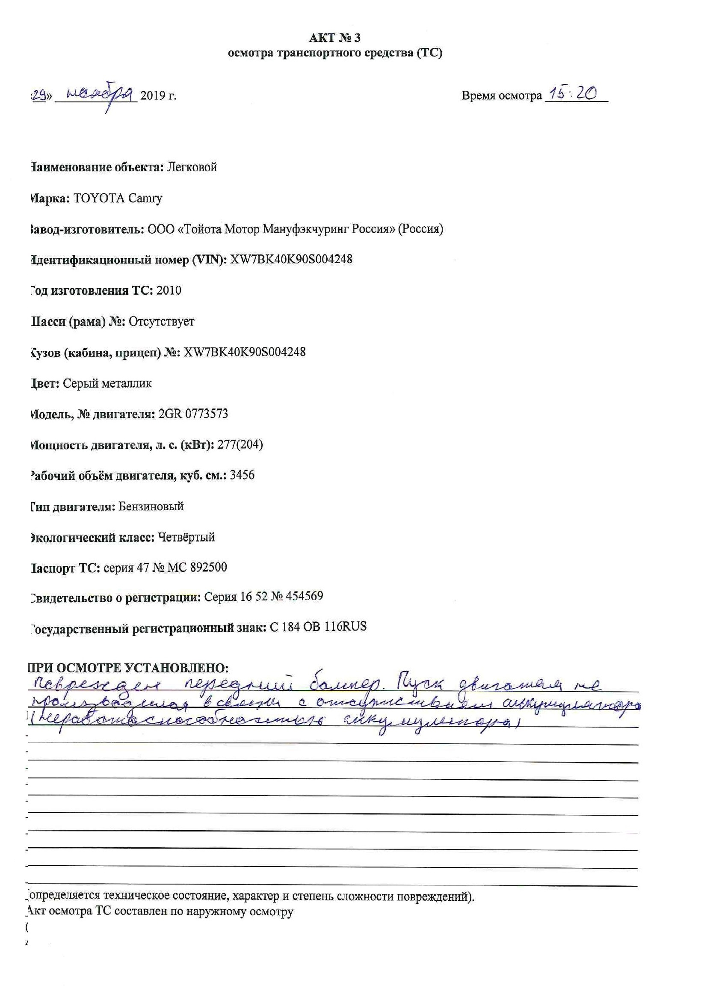 АКТ № 3
осмотра транспортного средства (ТС)
«29» ноября 2019 г. Время осмотра 15:20
Наименование объекта: Легковой
Марка: TOYOTA Camry
Завод-изготовитель: ООО «Тойота Мотор Мануфэкчуринг Россия» (Россия)
Идентификационный номер (VIN): XW7BK40K90S004248
Год изготовления ТС: 2010
Шасси (рама) №: Отсутствует
Кузов (кабина, прицеп) №: XW7BK40K90S004248
Цвет: Серый металлик
Модель, № двигателя: 2GR 0773573
Мощность двигателя, л. с. (кВт): 277(204)
Рабочий объём двигателя, куб. см.: 3456
Тип двигателя: Бензиновый
Экологический класс: Четвёртый
Паспорт ТС: серия 47 № МС 892500
Свидетельство о регистрации: Серия 16 52 № 454569
Государственный регистрационный знак: С 184 ОВ 116RUS
ПРИ ОСМОТРЕ УСТАНОВЛЕНО:
Поврежден передний бампер. Пуск двигателя не
производился в связи с отсутствием аккумулятора
(неработоспособностью аккумулятора)
(определяется техническое состояние, характер и степень сложности повреждений).
Акт осмотра ТС составлен по наружному осмотру
(